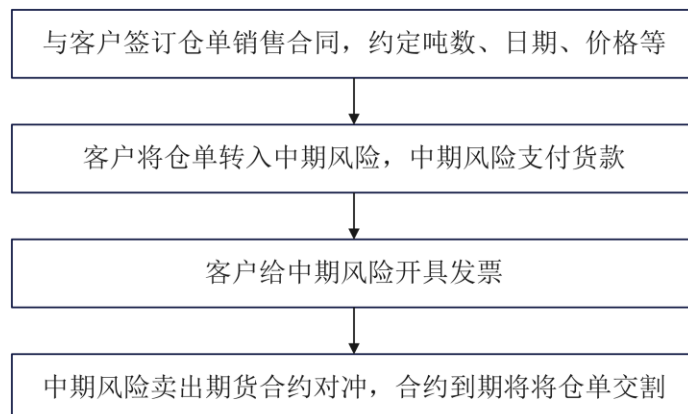 与客户签订仓单销售合同，约定吨数、日期、价格等
客户将仓单转入中期风险，中期风险支付货款
客户给中期风险开具发票
中期风险卖出期货合约对冲，合约到期将将仓单交割